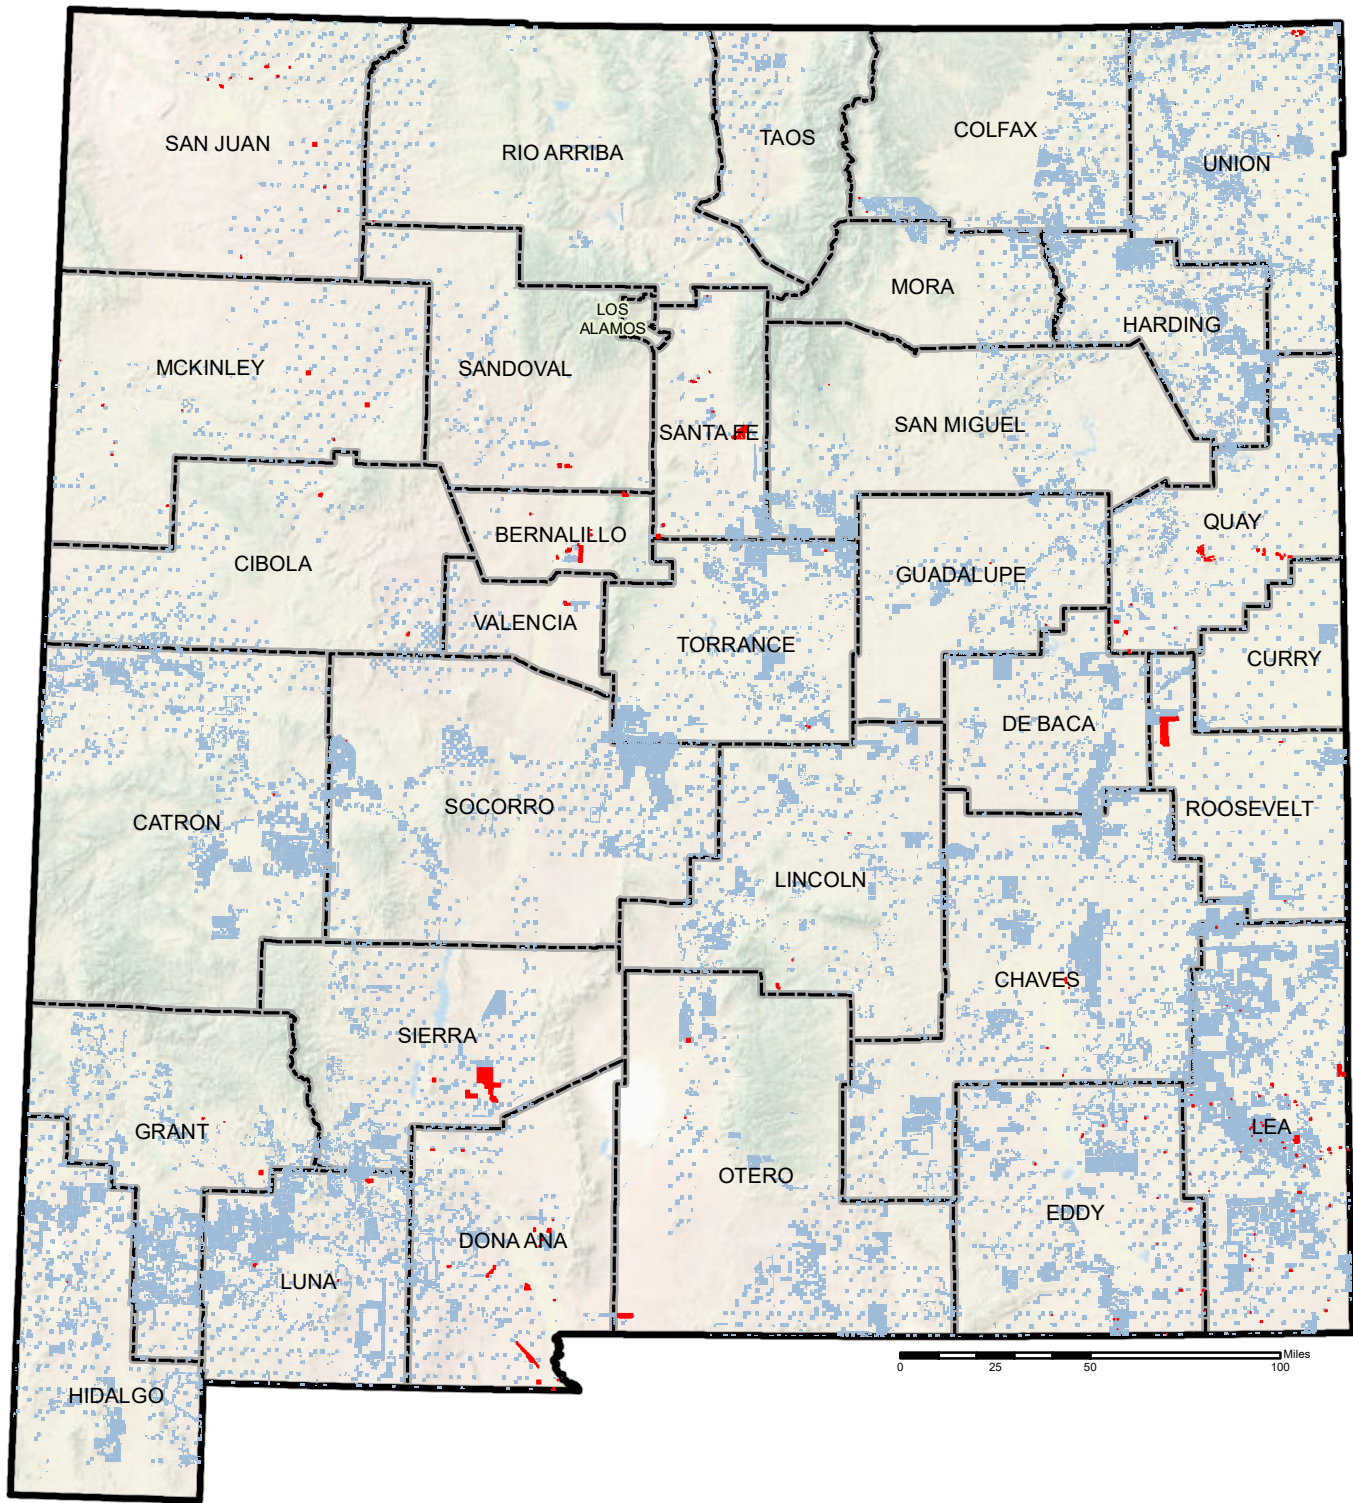 SAN JUAN
RIO ARRIBA
TAOS
COLFAX
UNION
MORA
LOS
ALAMOS
HARDING
MCKINLEY
SANDOVAL
SANTA FE
SAN MIGUEL
QUAY
BERNALILLO
CIBOLA
GUADALUPE
VALENCIA
TORRANCE
CURRY
DE BACA
CATRON
SOCORRO
ROOSEVELT
LINCOLN
CHAVES
SIERRA
GRANT
LEA
OTERO
EDDY
DONA ANA
LUNA
HIDALGO
Miles
0 25 50 100